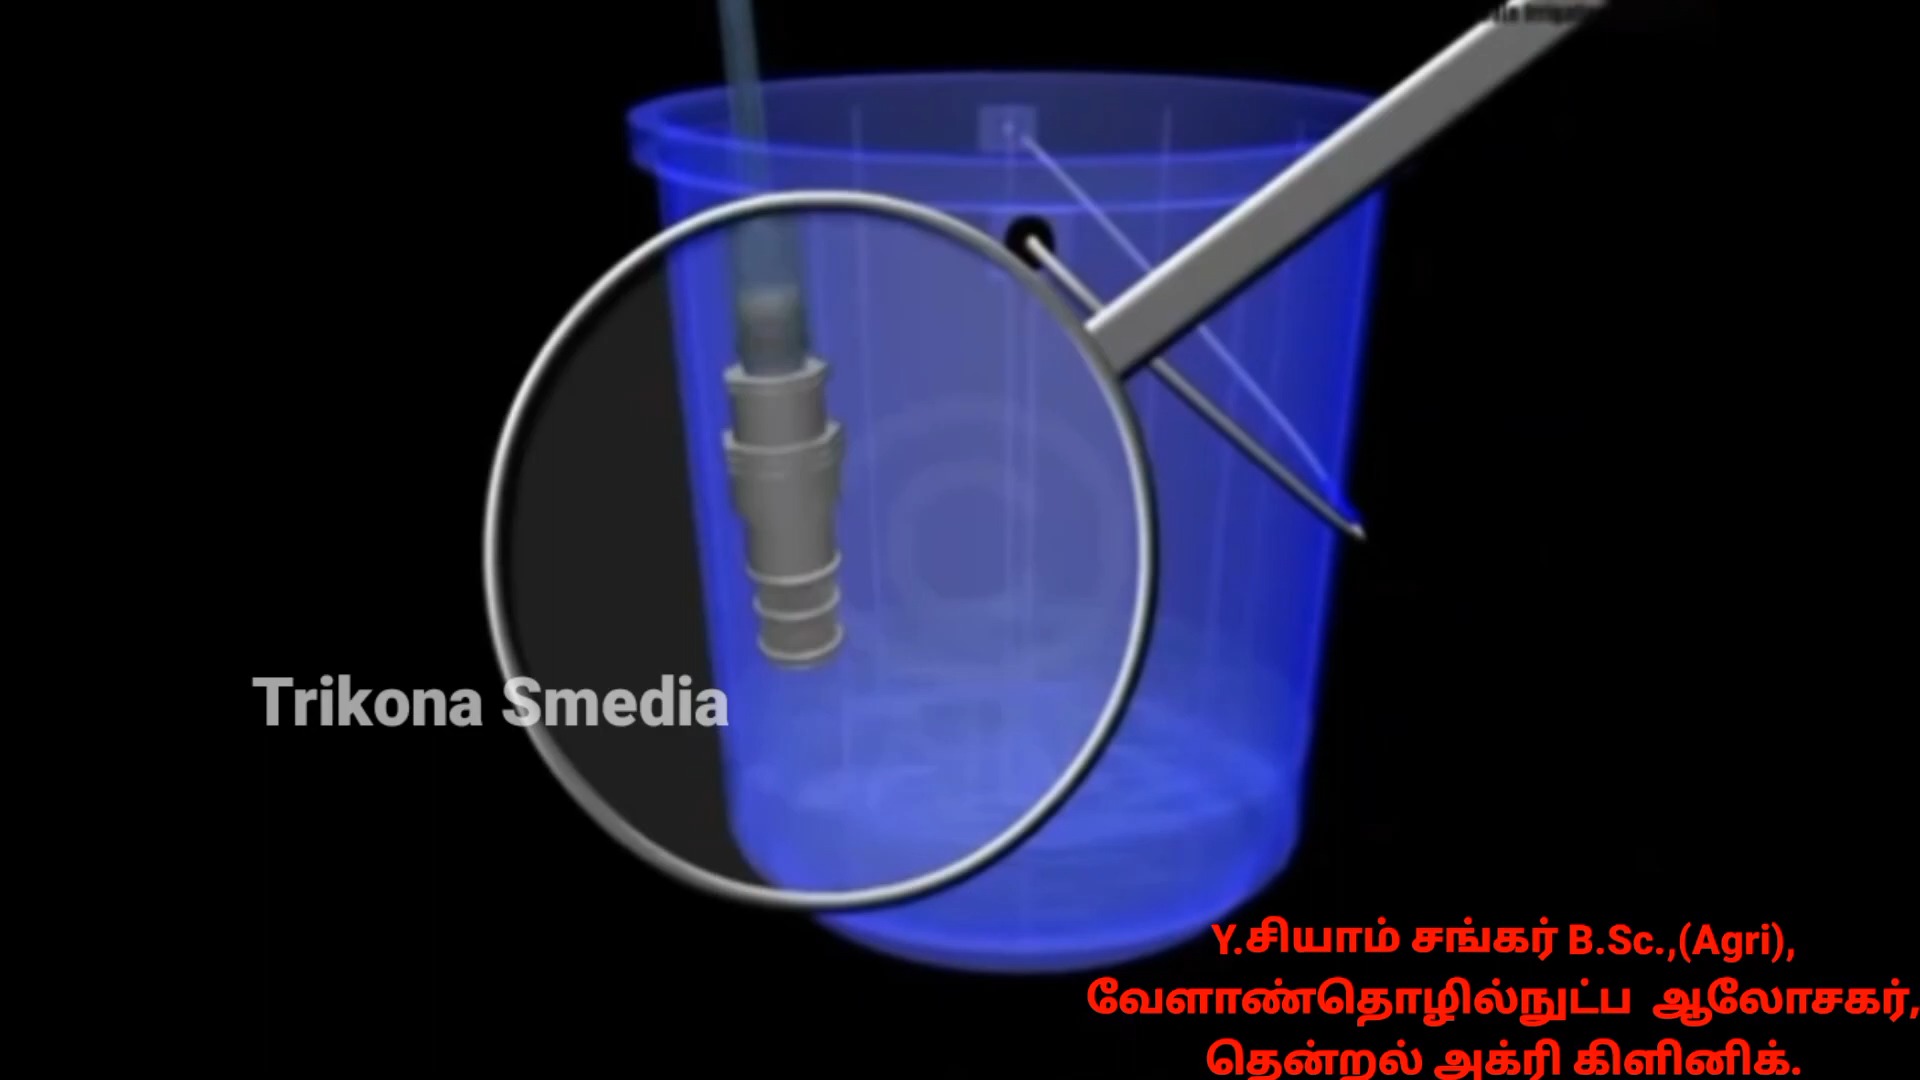 Trikona Smedia
Y.சியாம் சங்கர் B.Sc.,(Agri),
வேளாண்தொழில்நுட்ப ஆலோசகர்,
தென்றல் அக்ரி கிளினிக்.